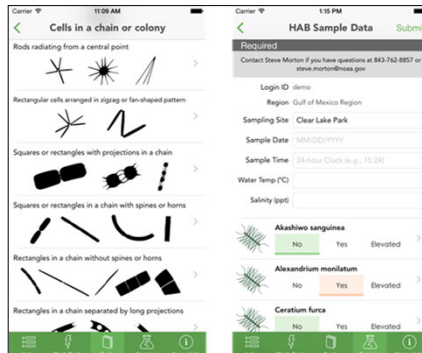 Carrier
11:09 AM
Cells in a chain or colony
Rods radiating from a central point
Rectangular cells arranged in zigzag or fan-shaped pattern
Squares or rectangles with projections in a chain
Squares or rectangles in a chain with spines or horns
Rectangles in a chain without spines or horns
Rectangles in a chain separated by long projections
Carrier
1:15 PM
HAB Sample Data
Submi
Required
Contact Steve Morton if you have questions at 843-762-8857 or
steve.morton@noaa.gov
Login ID demo
Region Gulf of Mexico Region
Sampling Site Clear Lake Park
Sample Date MM/DD/YYYY
Sample Time 24-hour Clock (e.g., 15:24)
Water Temp (°C)
Salinity (ppt)
Akashiwo sanguinea
No Yes Elevated
Alexandrium monilatum
No Yes Elevated
Ceratium furca
No Yes Elevated